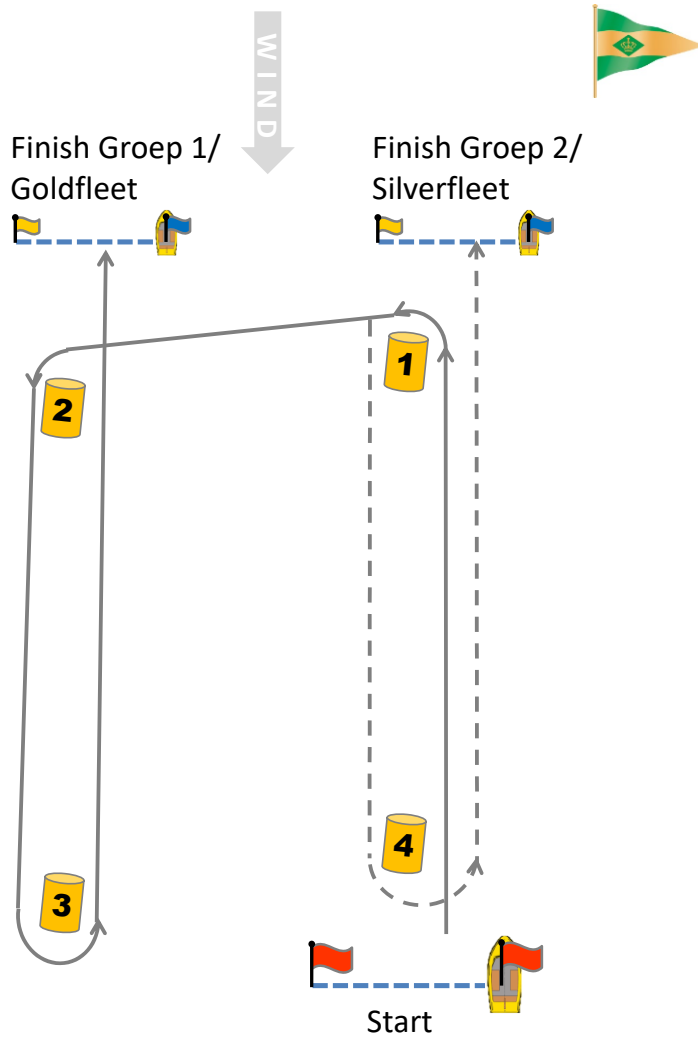 WIND
Finish Groep 1/
Goldfleet
Finish Groep 2/
Silverfleet
1
2
4
3
Start